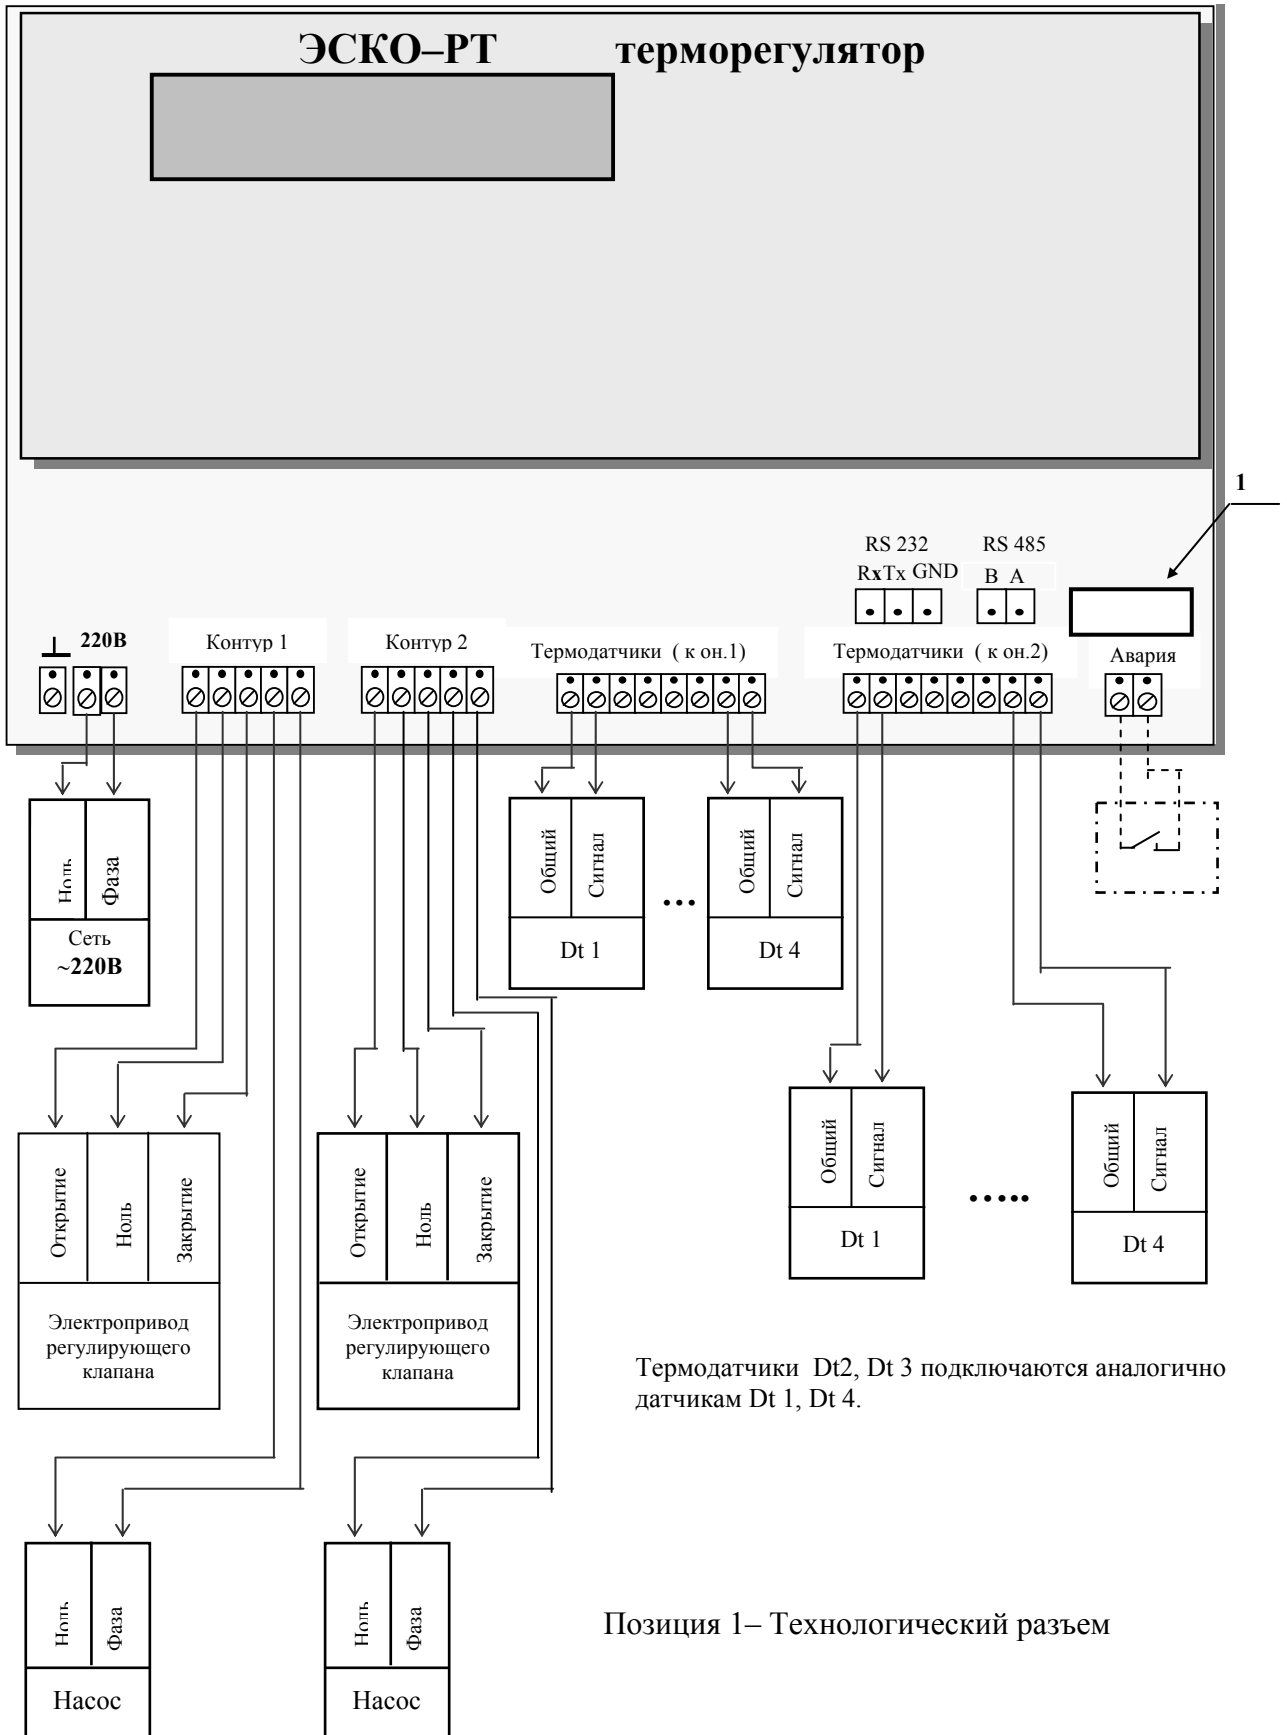 ЭСКО–РТ терморегулятор
1
RS 232 RS 485
RxTx GND B A
220В Контур 1 Контур 2 Термодатчики ( к он.1) Термодатчики ( к он.2) Авария
Ноль Фаза
Сеть
~220В
Общий Сигнал
Dt 1
...
Общий Сигнал
Dt 4
Общий Сигнал
Dt 1
.....
Общий Сигнал
Dt 4
Открытие Ноль Закрытие
Электропривод
регулирующего
клапана
Открытие Ноль Закрытие
Электропривод
регулирующего
клапана
Термодатчики Dt2, Dt 3 подключаются аналогично
датчикам Dt 1, Dt 4.
Ноль Фаза
Насос
Ноль Фаза
Насос
Позиция 1– Технологический разъем